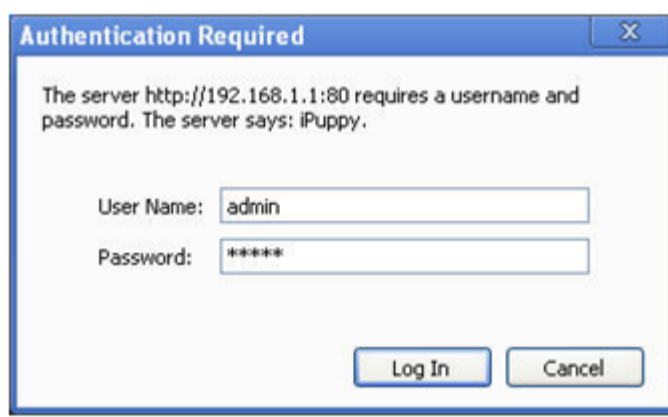 Authentication Required
The server http://192.168.1.1:80 requires a username and
password. The server says: iPuppy.
User Name: admin
Password: *****
Log In Cancel